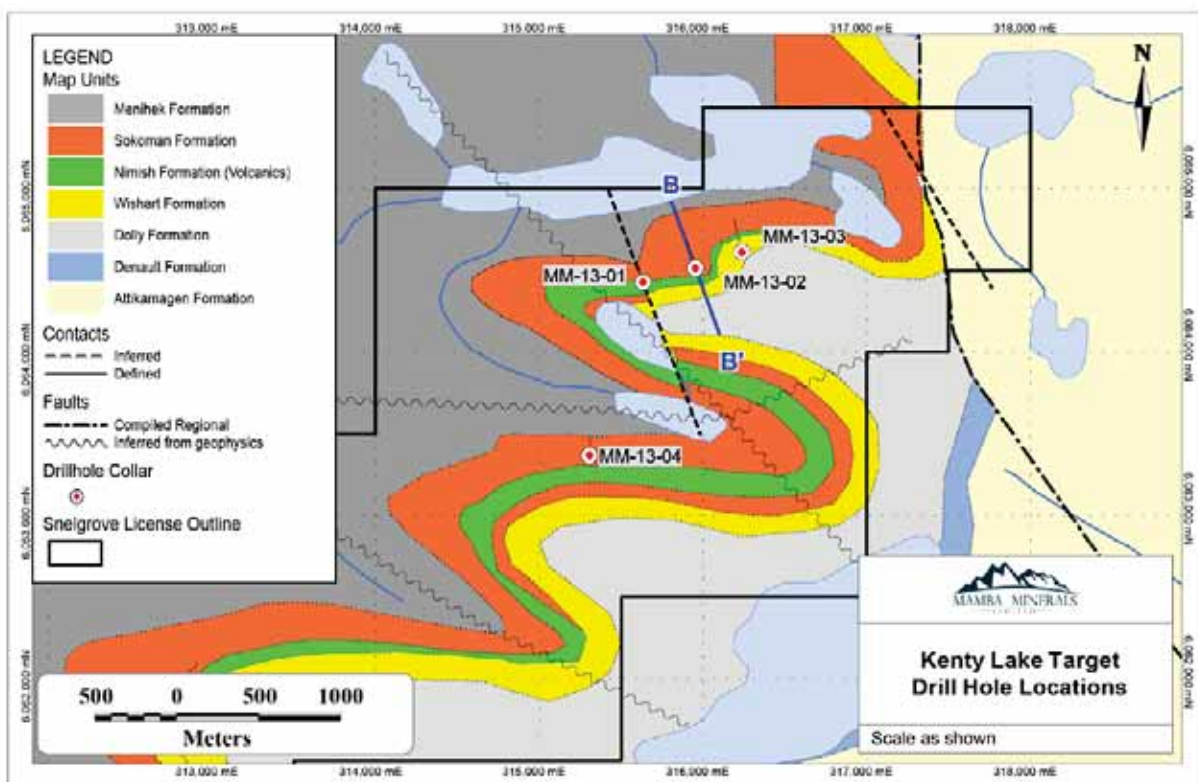 313,000 mE 314,000 mE 315,000 mE 316,000 mE 317,000 mE 318,000 mE
LEGEND
Map Units
Menihek Formation
Sokoman Formation
Nimish Formation (Volcanics)
Wishart Formation
Dolly Formation
Denault Formation
Attikamagen Formation
Contacts
Inferred
Defined
Faults
Compiled Regional
Inferred from geophysics
Drillhole Collar
Snelgrove License Outline
N
B
MM-13-03
MM-13-01
MM-13-02
B'
MM-13-04
500 0 500 1000
Meters
MAMBA MINERALS
LIMITED
Kenty Lake Target
Drill Hole Locations
Scale as shown
313,000 mE 314,000 mE 315,000 mE 316,000 mE 317,000 mE 318,000 mE